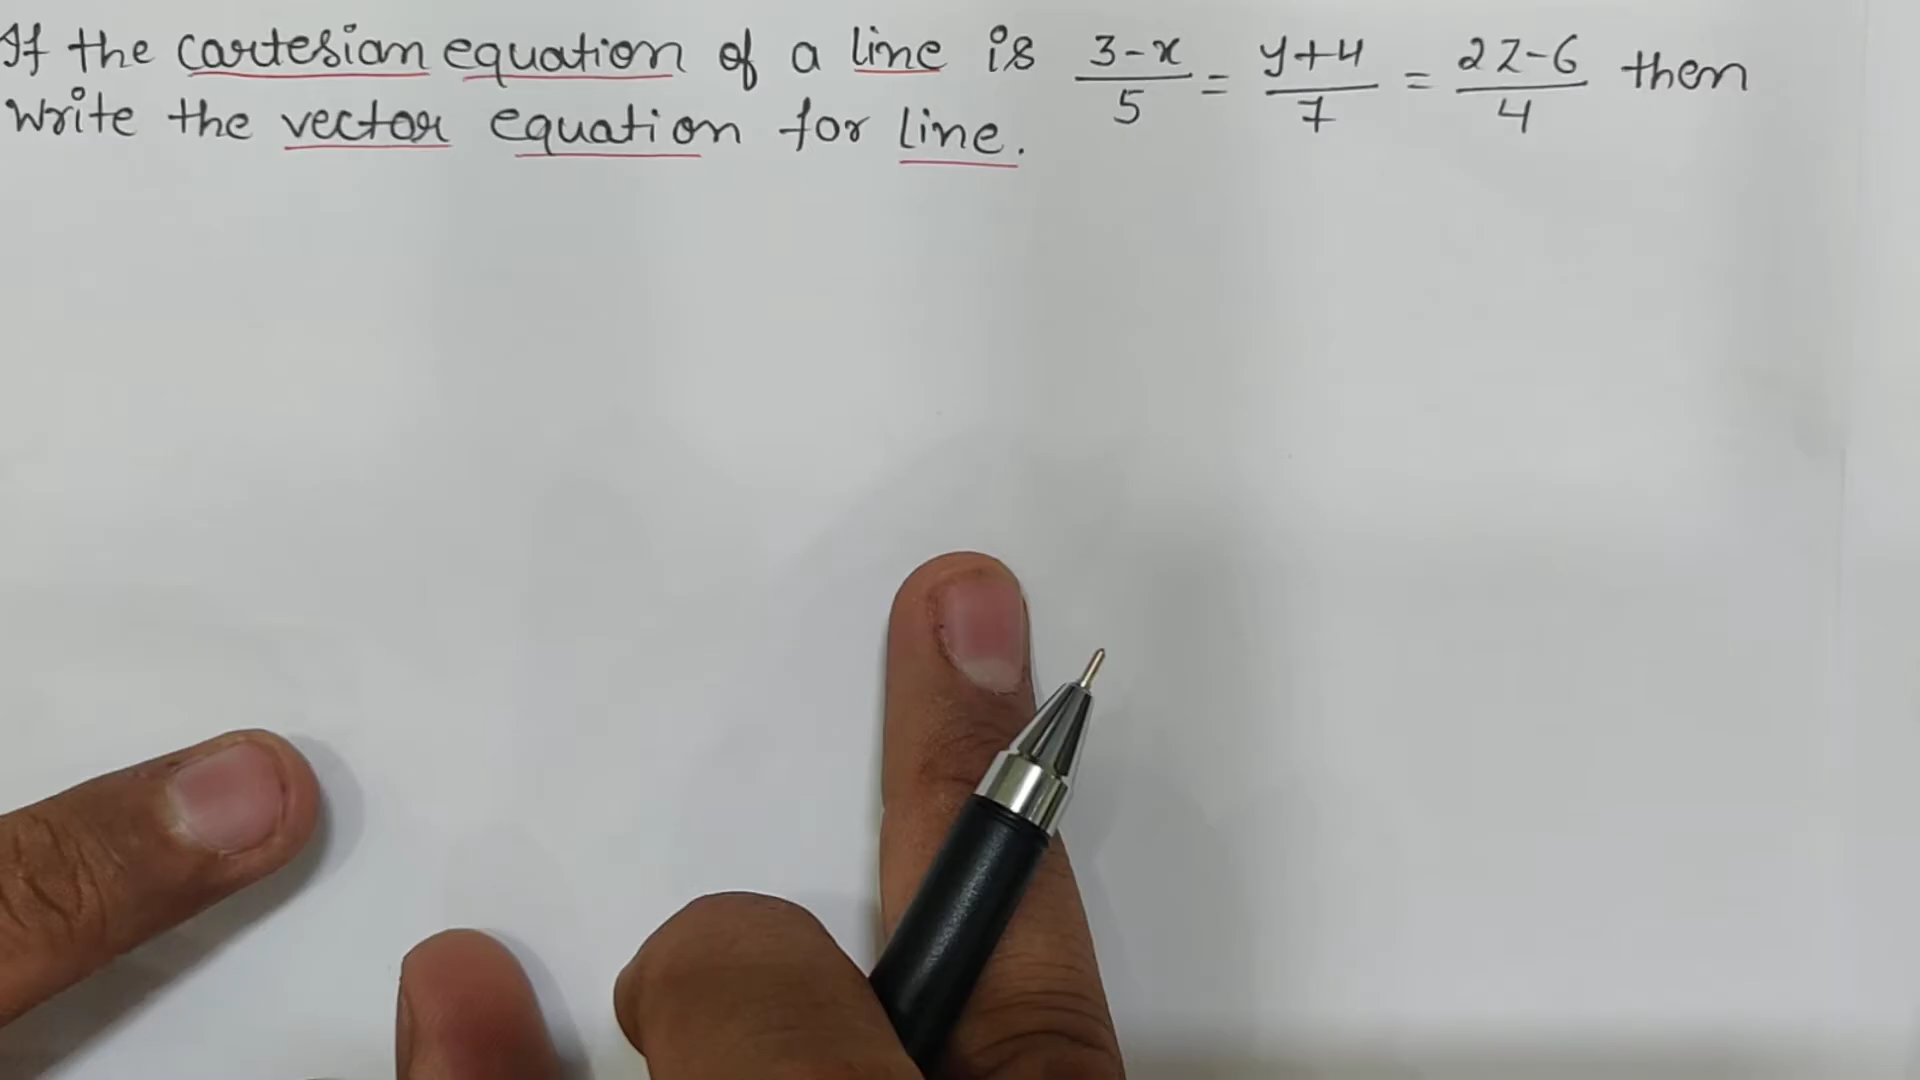 If the cartesian equation of a line is (3-x)/5 = (y+4)/7 = (2z-6)/4 then
Write the vector equation for line.